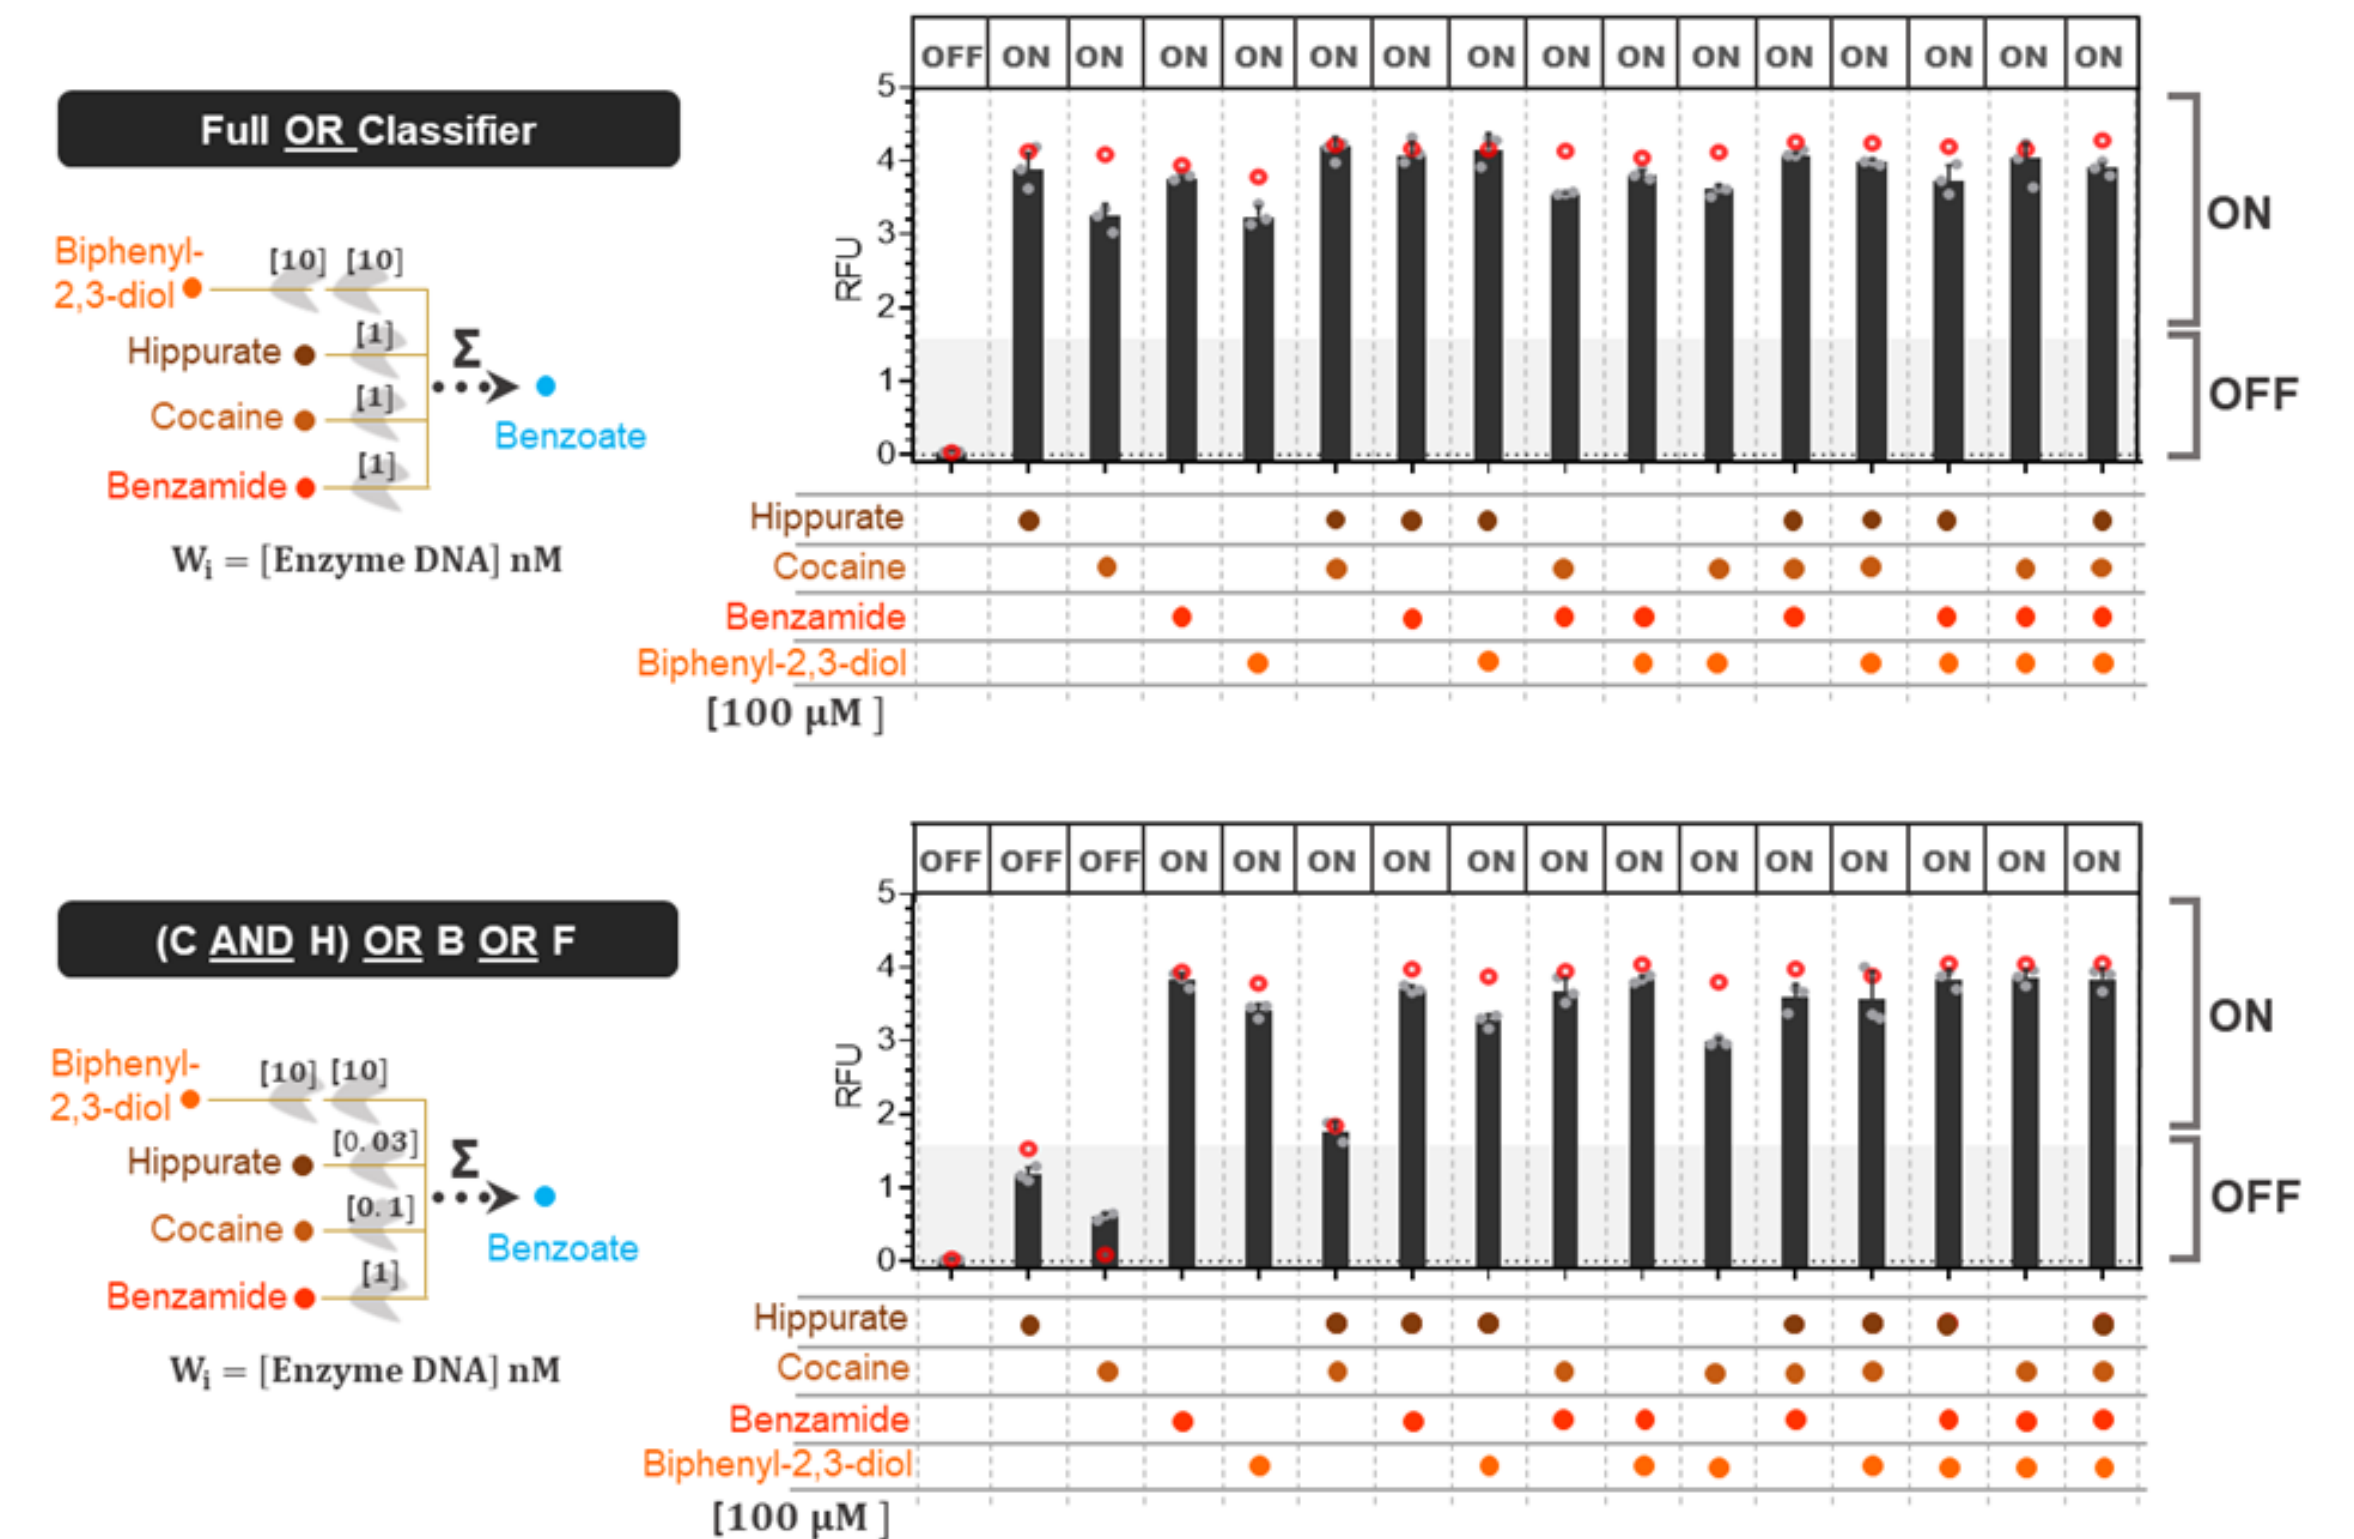 OFF ON ON ON ON ON ON ON ON ON ON ON ON ON ON ON
Full OR Classifier
Biphenyl-
2,3-diol
[10] [10]
Hippurate
[1]
Cocaine
[1]
Benzamide
[1]
Σ
Benzoate
Wᵢ = [Enzyme DNA] nM
RFU
5
4
3
2
1
0
ON
OFF
Hippurate
Cocaine
Benzamide
Biphenyl-2,3-diol
[100 µM ]
OFF OFF OFF ON ON ON ON ON ON ON ON ON ON ON ON ON
(C AND H) OR B OR F
Biphenyl-
2,3-diol
[10] [10]
Hippurate
[0.03]
Cocaine
[0.1]
Benzamide
[1]
Σ
Benzoate
Wᵢ = [Enzyme DNA] nM
RFU
5
4
3
2
1
0
ON
OFF
Hippurate
Cocaine
Benzamide
Biphenyl-2,3-diol
[100 µM ]